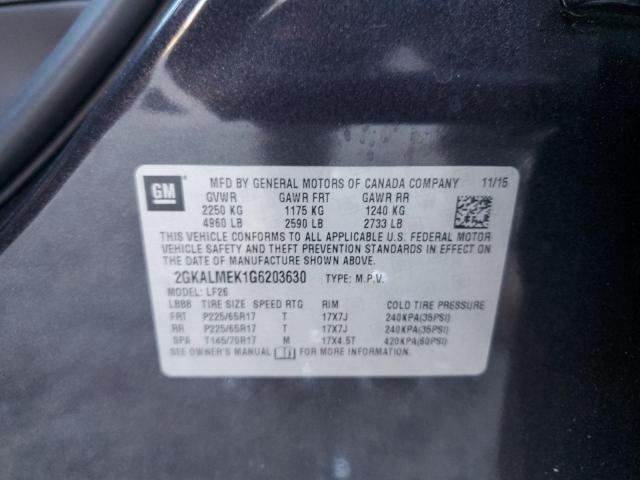 MFD BY GENERAL MOTORS OF CANADA COMPANY 11/15
GM
GVWR GAWR FRT GAWR RR
2250 KG 1175 KG 1240 KG
4960 LB 2590 LB 2733 LB
THIS VEHICLE CONFORMS TO ALL APPLICABLE U.S. FEDERAL MOTOR
VEHICLE SAFETY AND THEFT PREVENTION STANDARDS IN EFFECT ON
THE DATE OF MANUFACTURE SHOWN ABOVE.
2GKALMEK1G6203630 TYPE: M.P.V.
MODEL: LF26
LBBB TIRE SIZE SPEED RTG RIM COLD TIRE PRESSURE
FRT P225/65R17 T 17X7J 240KPA(35PSI)
RR P225/65R17 T 17X7J 240KPA(35PSI)
SPA T145/70R17 M 17X4.5T 420KPA(60PSI)
SEE OWNER'S MANUAL FOR MORE INFORMATION